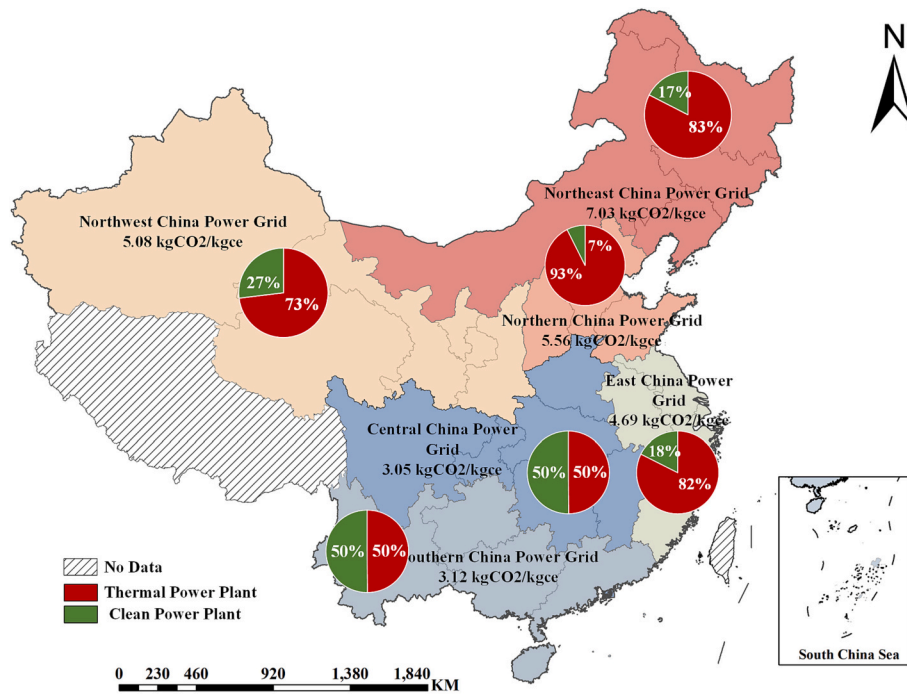 N
17%
83%
Northeast China Power Grid
7.03 kgCO2/kgce
Northwest China Power Grid
5.08 kgCO2/kgce
7%
93%
27%
73%
Northern China Power Grid
5.56 kgCO2/kgce
East China Power
Grid
4.69 kgCO2/kgce
Central China Power
Grid
3.05 kgCO2/kgce
18%
82%
50%
50%
50%
50%
outhern China Power Grid
3.12 kgCO2/kgce
No Data
Thermal Power Plant
Clean Power Plant
South China Sea
0 230 460 920 1,380 1,840
KM